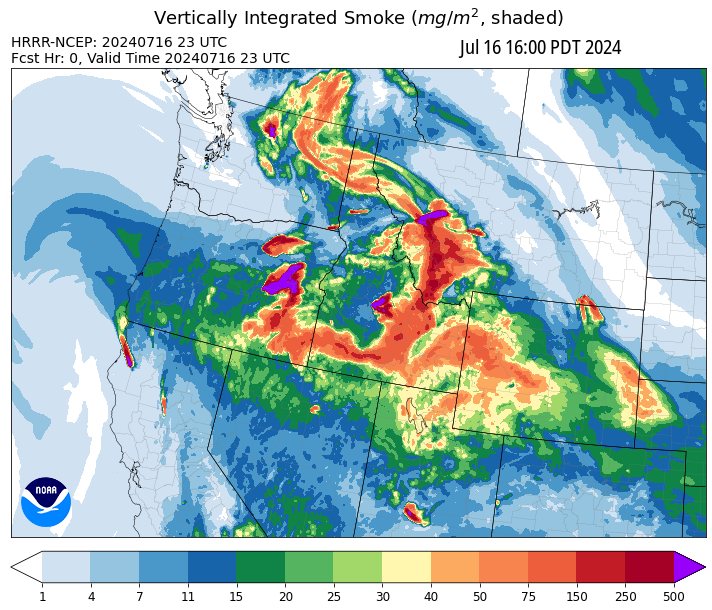 Vertically Integrated Smoke (mg/m², shaded)
HRRR-NCEP: 20240716 23 UTC
Jul 16 16:00 PDT 2024
Fcst Hr: 0, Valid Time 20240716 23 UTC
NOAA
1 4 7 11 15 20 25 30 40 50 75 150 250 500